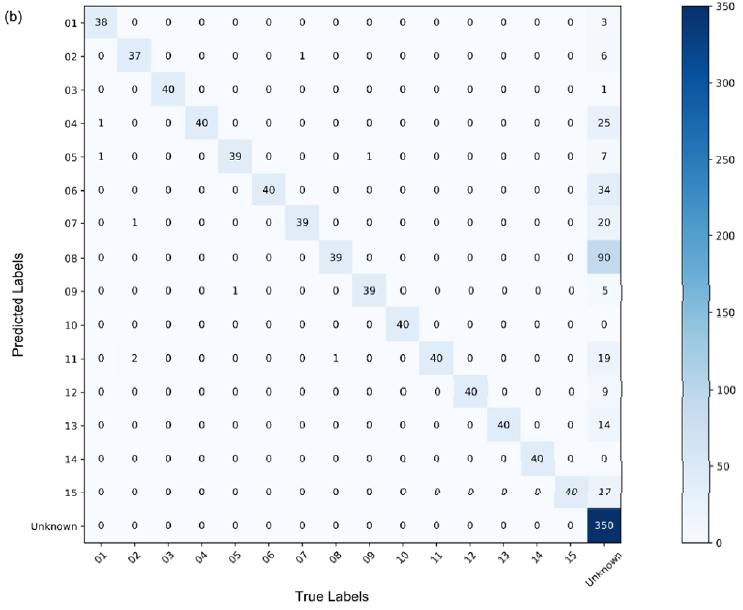 (b)
01 38 0 0 0 0 0 0 0 0 0 0 0 0 0 0 3
02 0 37 0 0 0 0 1 0 0 0 0 0 0 0 0 6
03 0 0 40 0 0 0 0 0 0 0 0 0 0 0 0 1
04 1 0 0 40 0 0 0 0 0 0 0 0 0 0 0 25
05 1 0 0 0 39 0 0 0 1 0 0 0 0 0 0 7
06 0 0 0 0 0 40 0 0 0 0 0 0 0 0 0 34
07 0 1 0 0 0 0 39 0 0 0 0 0 0 0 0 20
08 0 0 0 0 0 0 0 39 0 0 0 0 0 0 0 90
09 0 0 0 0 1 0 0 0 39 0 0 0 0 0 0 5
10 0 0 0 0 0 0 0 0 0 40 0 0 0 0 0 0
11 0 2 0 0 0 0 0 1 0 0 40 0 0 0 0 19
12 0 0 0 0 0 0 0 0 0 0 0 40 0 0 0 9
13 0 0 0 0 0 0 0 0 0 0 0 0 40 0 0 14
14 0 0 0 0 0 0 0 0 0 0 0 0 0 40 0 0
15 0 0 0 0 0 0 0 0 0 0 0 0 0 0 40
Unknown 0 0 0 0 0 0 0 0 0 0 0 0 0 0 0 350
01 02 03 04 05 06 07 08 09 10 11 12 13 14 15 Unknown
True Labels
Predicted Labels
350
300
250
200
150
100
50
0